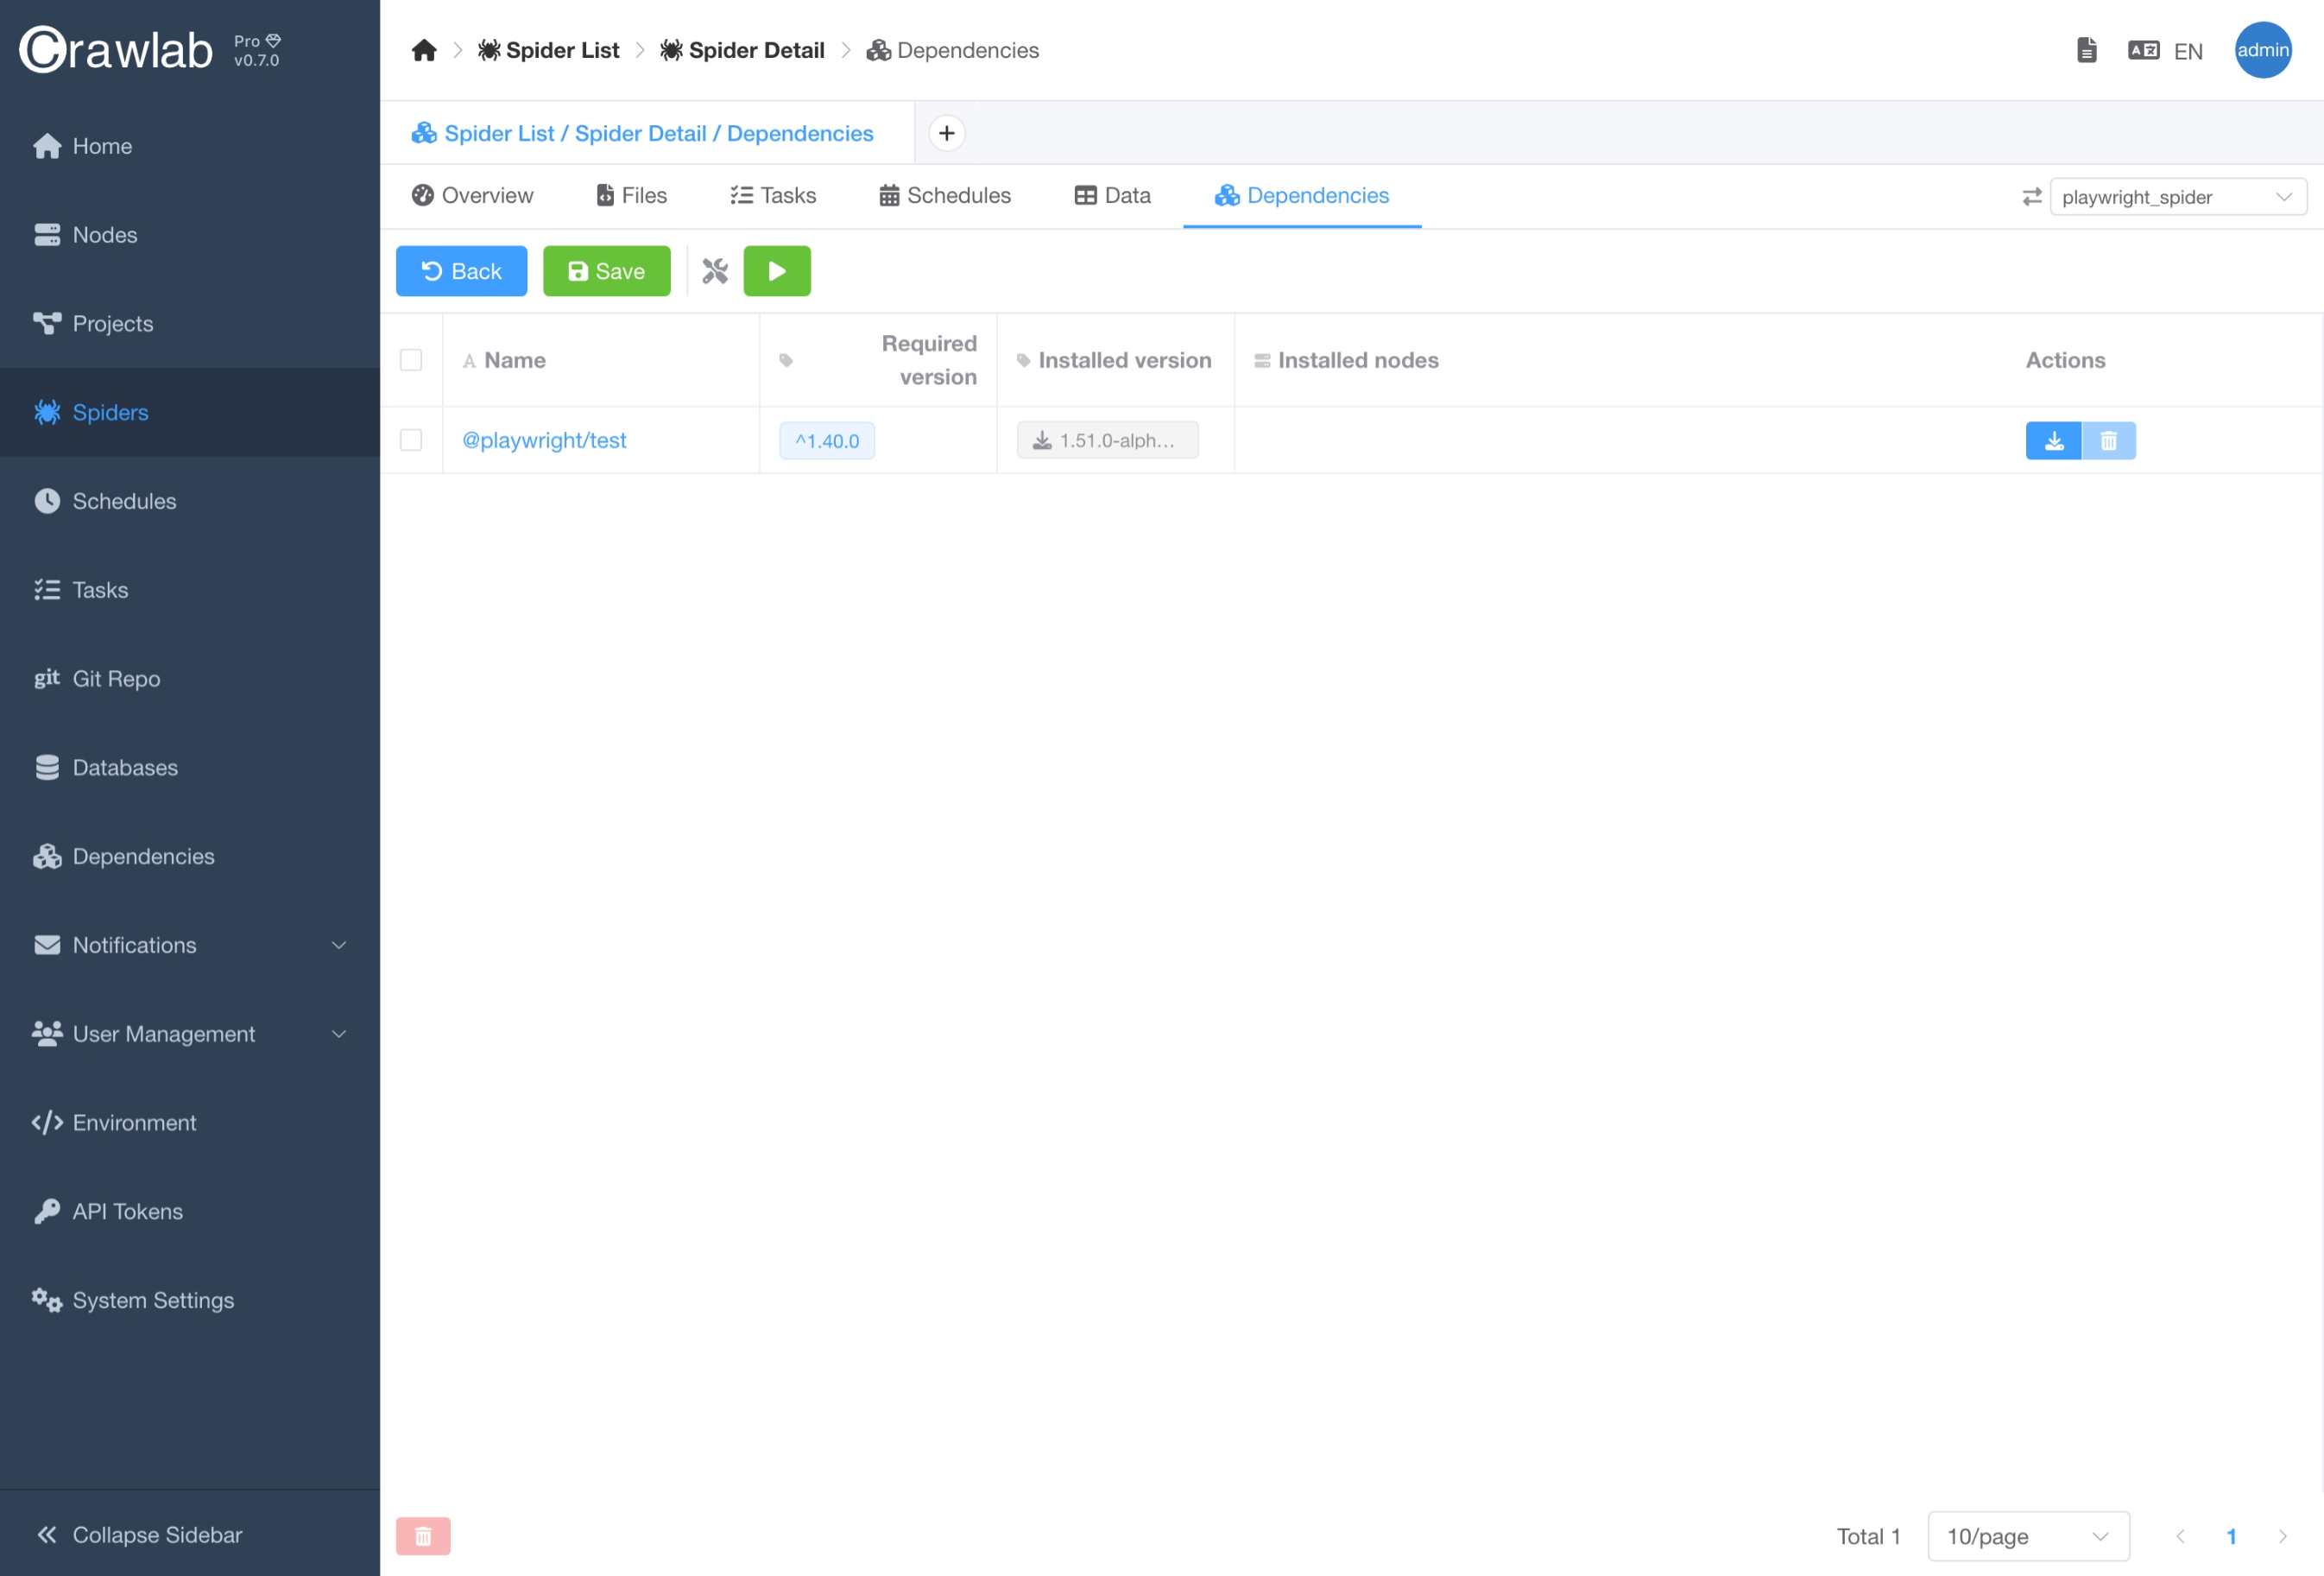 Crawlab
Pro
v0.7.0
Home
Nodes
Projects
Spiders
Schedules
Tasks
git Git Repo
Databases
Dependencies
Notifications
User Management
Environment
API Tokens
System Settings
Collapse Sidebar
Spider List
Spider Detail
Dependencies
EN
admin
Spider List / Spider Detail / Dependencies
Overview
Files
Tasks
Schedules
Data
Dependencies
playwright_spider
Back
Save
Name
Required
version
Installed version
Installed nodes
Actions
@playwright/test
^1.40.0
1.51.0-alph...
Total 1
10/page
1